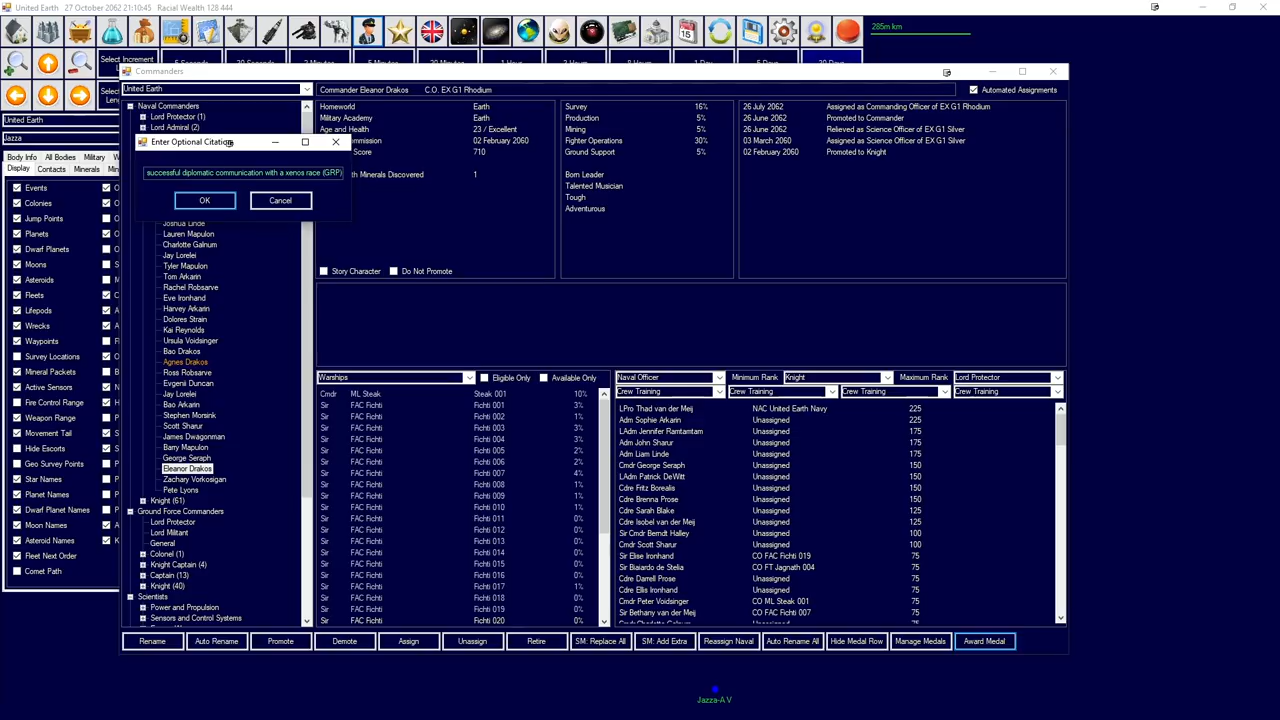 United Earth    27 October 2062 21:10:45    Racial Wealth 128 444
285m km
Select Increment
United Earth
Jazza
Body Info  All Bodies  Military
Display  Contacts  Minerals
Events
Colonies
Jump Points
Planets
Dwarf Planets
Moons
Asteroids
Fleets
Lifepods
Wrecks
Waypoints
Survey Locations
Mineral Packets
Active Sensors
Fire Control Range
Weapon Range
Movement Tail
Hide Escorts
Geo Survey Points
Star Names
Planet Names
Dwarf Planet Names
Moon Names
Asteroid Names
Fleet Next Order
Comet Path
Commanders
United Earth
Naval Commanders
Lord Protector (1)
Lord Admiral (2)
Enter Optional Citation
successful diplomatic communication with a xenos race (GRP)
OK  Cancel
Joshua Linde
Lauren Mapulon
Charlotte Galnum
Jay Lorelei
Tyler Mapulon
Tom Arkarin
Rachel Robsarve
Eve Ironhand
Harvey Arkarin
Dolores Strain
Kai Reynolds
Ursula Voidsinger
Bao Drakos
Agnes Drakos
Ross Robsarve
Evgenii Duncan
Jay Lorelei
Bao Arkarin
Stephen Morsink
Scott Sharur
James Dwagonman
Barry Mapulon
George Seraph
Eleanor Drakos
Zachary Vorkosigan
Pete Lyons
Knight (61)
Ground Force Commanders
Lord Protector
Lord Militant
General
Colonel (1)
Knight Captain (4)
Captain (13)
Knight (40)
Scientists
Power and Propulsion
Sensors and Control Systems
Commander Eleanor Drakos    C.O. EX G1 Rhodium
Automated Assignments
Homeworld  Earth
Military Academy  Earth
Age and Health  23 / Excellent
02 February 2060
Score  710
Minerals Discovered  1
Story Character  Do Not Promote
Survey  16%
Production  5%
Mining  5%
Fighter Operations  30%
Ground Support  5%
Born Leader
Talented Musician
Tough
Adventurous
26 July 2062  Assigned as Commanding Officer of EX G1 Rhodium
26 June 2062  Promoted to Commander
26 June 2062  Relieved as Science Officer of EX G1 Silver
03 March 2060  Assigned as Science Officer of EX G1 Silver
02 February 2060  Promoted to Knight
Warships  Eligible Only  Available Only
Cmdr  ML Steak  Steak 001  10%
Sir  FAC Fichti  Fichti 001  3%
Sir  FAC Fichti  Fichti 002  1%
Sir  FAC Fichti  Fichti 003  3%
Sir  FAC Fichti  Fichti 004  3%
Sir  FAC Fichti  Fichti 005  2%
Sir  FAC Fichti  Fichti 006  2%
Sir  FAC Fichti  Fichti 007  4%
Sir  FAC Fichti  Fichti 008  1%
Sir  FAC Fichti  Fichti 009  1%
Sir  FAC Fichti  Fichti 010  1%
Sir  FAC Fichti  Fichti 011  0%
Sir  FAC Fichti  Fichti 012  0%
Sir  FAC Fichti  Fichti 013  0%
Sir  FAC Fichti  Fichti 014  0%
Sir  FAC Fichti  Fichti 015  0%
Sir  FAC Fichti  Fichti 016  0%
Sir  FAC Fichti  Fichti 017  1%
Sir  FAC Fichti  Fichti 018  0%
Sir  FAC Fichti  Fichti 019  0%
Sir  FAC Fichti  Fichti 020  0%
Naval Officer  Minimum Rank  Knight  Maximum Rank  Lord Protector
Crew Training  Crew Training  Crew Training  Crew Training
LPro Thad van der Meij  NAC United Earth Navy  225
Adm Sophie Arkarin  Unassigned  225
LAdm Jennifer Ramtamtam  Unassigned  175
Adm John Sharur  Unassigned  175
Adm Liam Linde  Unassigned  175
Cmdr George Seraph  Unassigned  150
LAdm Patrick DeWitt  Unassigned  150
Cdre Fritz Borealis  Unassigned  150
Cdre Brenna Prose  Unassigned  150
Cdre Sarah Blake  Unassigned  125
Cdre Isobel van der Meij  Unassigned  125
Sir Cmdr Berndt Halley  Unassigned  100
Cmdr Scott Sharur  Unassigned  100
Sir Elise Ironhand  CO FAC Fichti 019  75
Sir Biaiardo de Stelia  CO FT Jagnath 004  75
Cdre Darrell Prose  Unassigned  75
Cdre Ellis Ironhand  Unassigned  75
Cmdr Peter Voidsinger  CO ML Steak 001  75
Sir Bethany van der Meij  CO FAC Fichti 007  75
Rename  Auto Rename  Promote  Demote  Assign  Unassign  Retire  SM: Replace All  SM: Add Extra  Reassign Naval  Auto Rename All  Hide Medal Row  Manage Medals  Award Medal
Jazza-A V